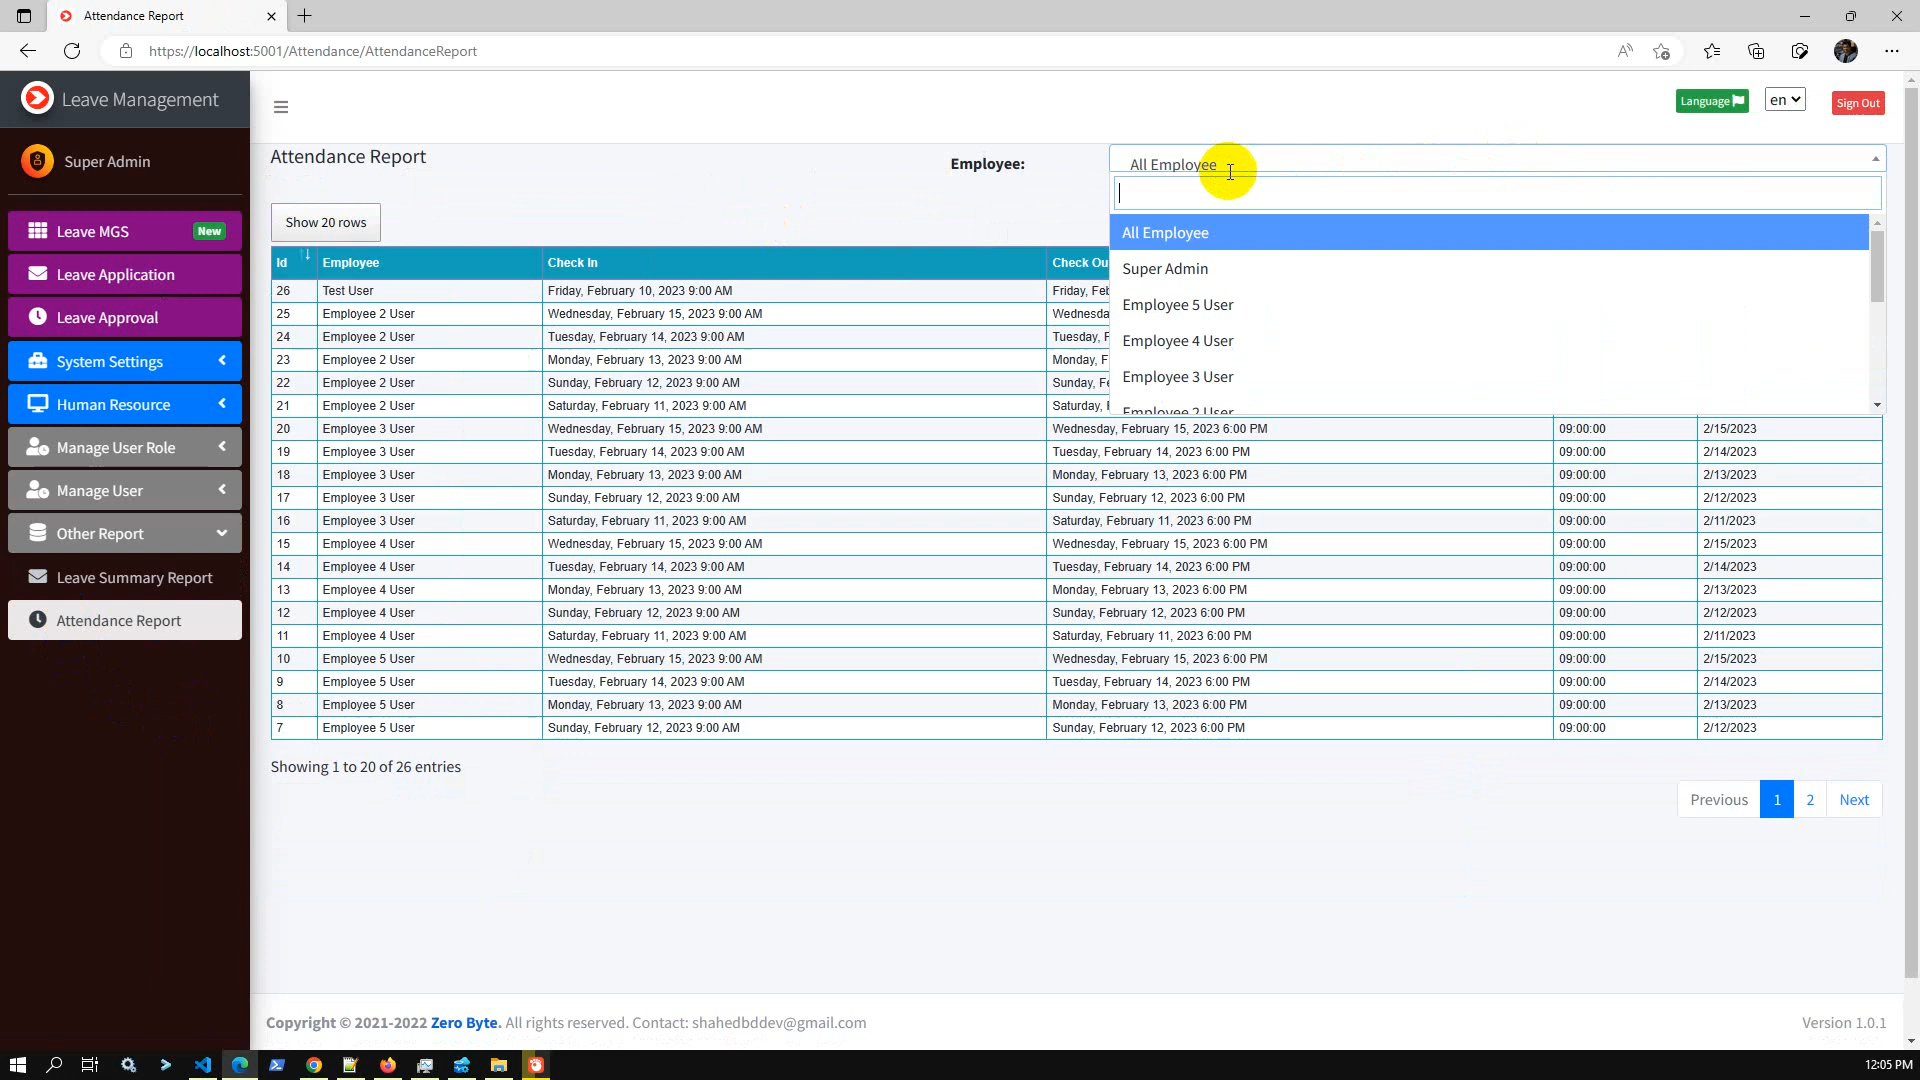 Attendance Report
https://localhost:5001/Attendance/AttendanceReport
Leave Management
Language
en
Sign Out
Super Admin
Leave MGS New
Leave Application
Leave Approval
System Settings
Human Resource
Manage User Role
Manage User
Other Report
Leave Summary Report
Attendance Report
Attendance Report
Employee:
All Employee
All Employee
Super Admin
Employee 5 User
Employee 4 User
Employee 3 User
Employee 2 User
Show 20 rows
Id Employee Check In Check Ou
26 Test User Friday, February 10, 2023 9:00 AM Friday, Feb
25 Employee 2 User Wednesday, February 15, 2023 9:00 AM Wednesda
24 Employee 2 User Tuesday, February 14, 2023 9:00 AM Tuesday, F
23 Employee 2 User Monday, February 13, 2023 9:00 AM Monday, F
22 Employee 2 User Sunday, February 12, 2023 9:00 AM Sunday, Fe
21 Employee 2 User Saturday, February 11, 2023 9:00 AM Saturday,
20 Employee 3 User Wednesday, February 15, 2023 9:00 AM Wednesday, February 15, 2023 6:00 PM 09:00:00 2/15/2023
19 Employee 3 User Tuesday, February 14, 2023 9:00 AM Tuesday, February 14, 2023 6:00 PM 09:00:00 2/14/2023
18 Employee 3 User Monday, February 13, 2023 9:00 AM Monday, February 13, 2023 6:00 PM 09:00:00 2/13/2023
17 Employee 3 User Sunday, February 12, 2023 9:00 AM Sunday, February 12, 2023 6:00 PM 09:00:00 2/12/2023
16 Employee 3 User Saturday, February 11, 2023 9:00 AM Saturday, February 11, 2023 6:00 PM 09:00:00 2/11/2023
15 Employee 4 User Wednesday, February 15, 2023 9:00 AM Wednesday, February 15, 2023 6:00 PM 09:00:00 2/15/2023
14 Employee 4 User Tuesday, February 14, 2023 9:00 AM Tuesday, February 14, 2023 6:00 PM 09:00:00 2/14/2023
13 Employee 4 User Monday, February 13, 2023 9:00 AM Monday, February 13, 2023 6:00 PM 09:00:00 2/13/2023
12 Employee 4 User Sunday, February 12, 2023 9:00 AM Sunday, February 12, 2023 6:00 PM 09:00:00 2/12/2023
11 Employee 4 User Saturday, February 11, 2023 9:00 AM Saturday, February 11, 2023 6:00 PM 09:00:00 2/11/2023
10 Employee 5 User Wednesday, February 15, 2023 9:00 AM Wednesday, February 15, 2023 6:00 PM 09:00:00 2/15/2023
9 Employee 5 User Tuesday, February 14, 2023 9:00 AM Tuesday, February 14, 2023 6:00 PM 09:00:00 2/14/2023
8 Employee 5 User Monday, February 13, 2023 9:00 AM Monday, February 13, 2023 6:00 PM 09:00:00 2/13/2023
7 Employee 5 User Sunday, February 12, 2023 9:00 AM Sunday, February 12, 2023 6:00 PM 09:00:00 2/12/2023
Showing 1 to 20 of 26 entries
Previous 1 2 Next
Copyright © 2021-2022 Zero Byte. All rights reserved. Contact: shahedbddev@gmail.com
Version 1.0.1
12:05 PM